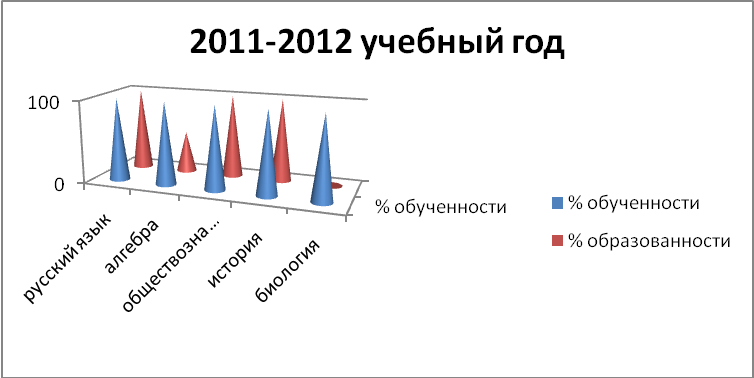 2011-2012 учебный год
100
0
русский язык
алгебра
обществозна...
история
биология
% обученности
% обученности
% образованности